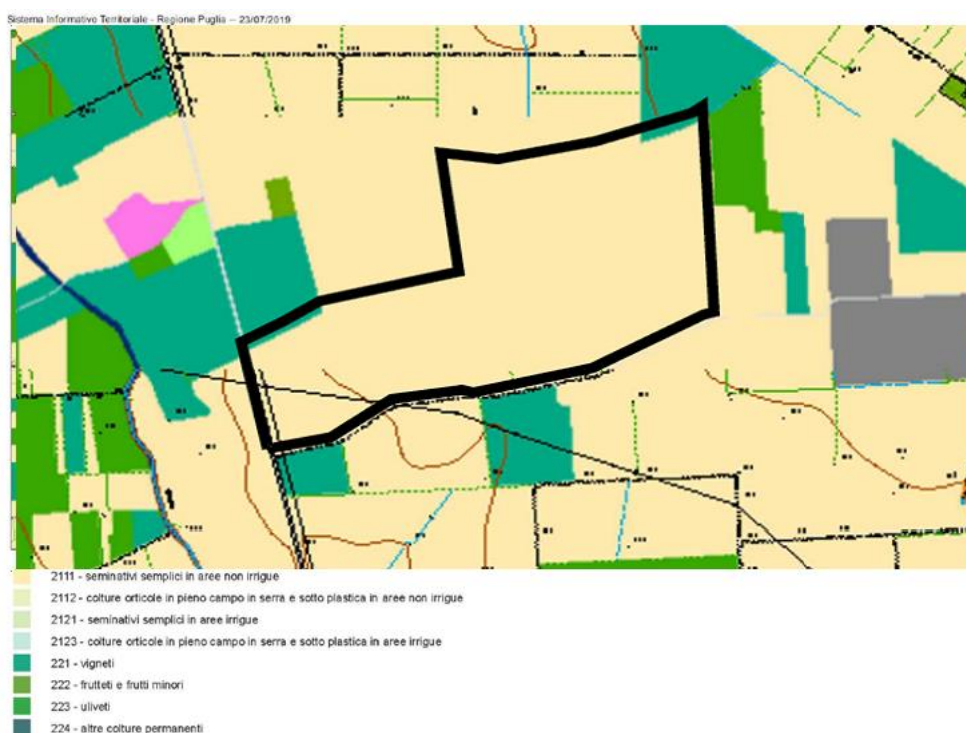 Sistema Informativo Territoriale - Regione Puglia -- 23/07/2019
2111 - seminativi semplici in aree non irrigue
2112 - colture orticole in pieno campo in serra e sotto plastica in aree non irrigue
2121 - seminativi semplici in aree irrigue
2123 - colture orticole in pieno campo in serra e sotto plastica in aree irrigue
221 - vigneti
222 - frutteti e frutti minori
223 - uliveti
224 - altre colture permanenti